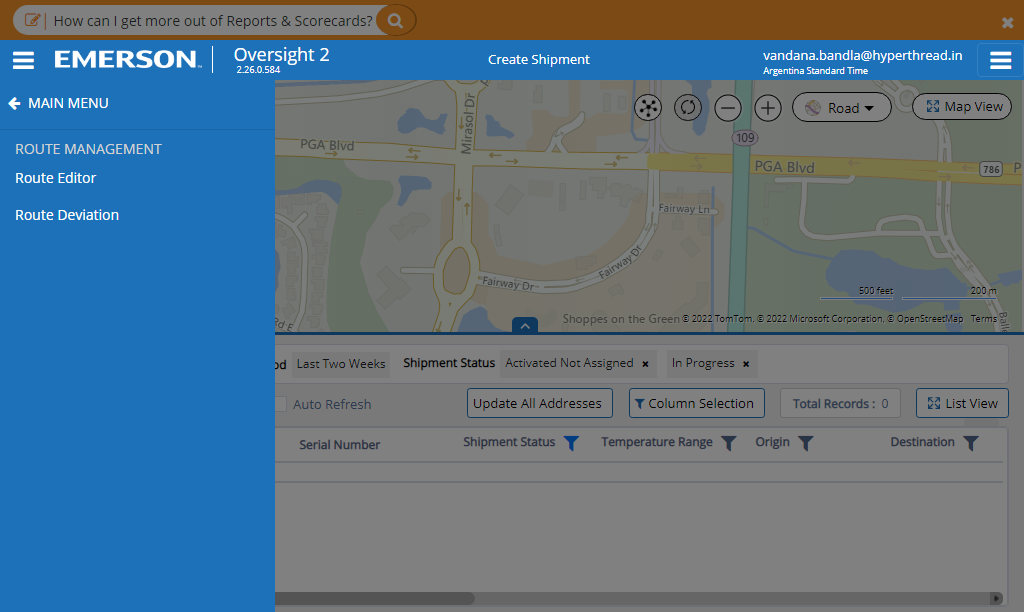 How can I get more out of Reports & Scorecards?
EMERSON
Oversight 2
2.26.0.584
Create Shipment
vandana.bandla@hyperthread.in
Argentina Standard Time
MAIN MENU
ROUTE MANAGEMENT
Route Editor
Route Deviation
Road
Map View
Mirasol Dr
PGA Blvd
109
PGA Blvd
786
P
Fairway Ln
Fairway Dr
Fairway Dr
Rd E
500 feet
200 m
Shoppes on the Green
© 2022 TomTom, © 2022 Microsoft Corporation, © OpenStreetMap Terms
od
Last Two Weeks
Shipment Status
Activated Not Assigned ×
In Progress ×
Auto Refresh
Update All Addresses
Column Selection
Total Records : 0
List View
Serial Number
Shipment Status
Temperature Range
Origin
Destination